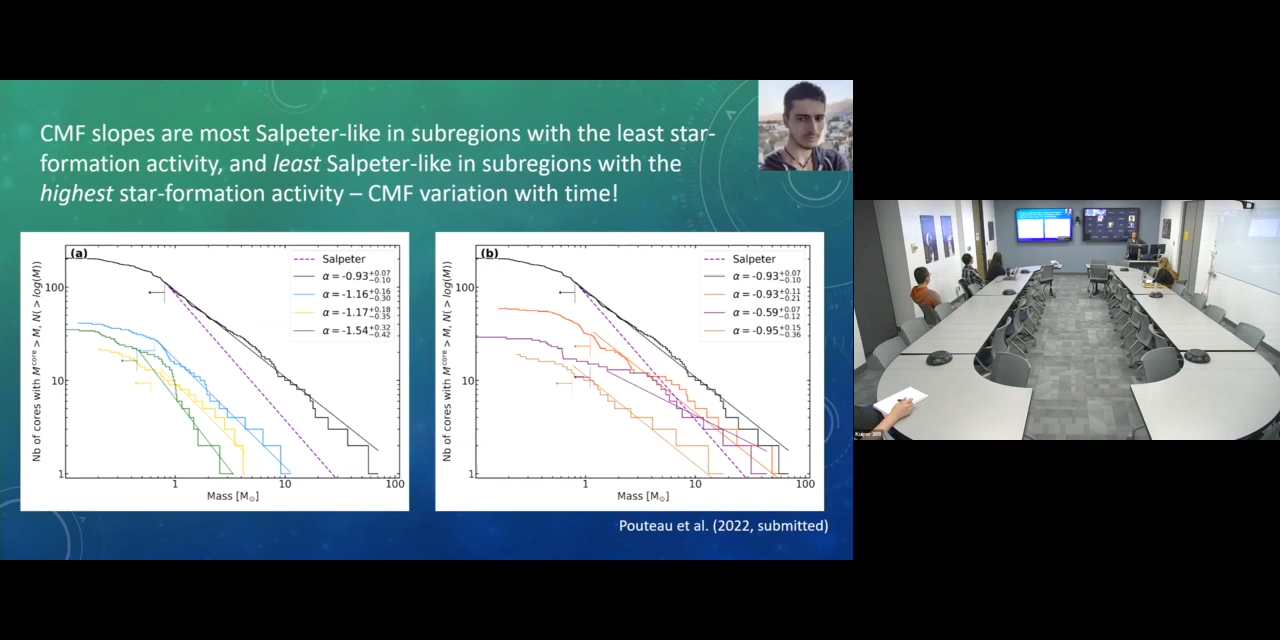 CMF slopes are most Salpeter-like in subregions with the least star-
formation activity, and least Salpeter-like in subregions with the
highest star-formation activity – CMF variation with time!
(a)
Nb of cores with M^core > M, N(> log(M))
100
10
1
1
10
100
Mass [M⊙]
Salpeter
α = -0.93 +0.07 -0.10
α = -1.16 +0.16 -0.30
α = -1.17 +0.18 -0.35
α = -1.54 +0.32 -0.42
(b)
Nb of cores with M^core > M, N(> log(M))
100
10
1
1
10
100
Mass [M⊙]
Salpeter
α = -0.93 +0.07 -0.10
α = -0.93 +0.11 -0.21
α = -0.59 +0.07 -0.12
α = -0.95 +0.15 -0.36
Pouteau et al. (2022, submitted)
Kuiper 309